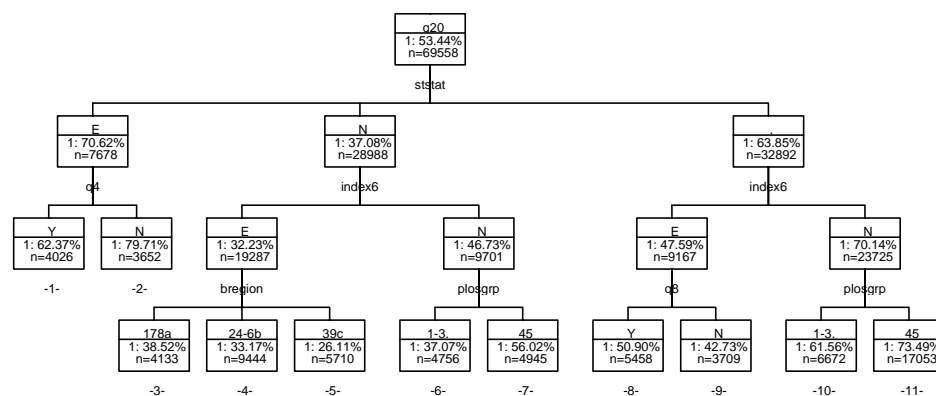 q20
1: 53.44%
n=69558
ststat
E
1: 70.62%
n=7678
N
1: 37.08%
n=28988
.
1: 63.85%
n=32892
q4
index6
index6
Y
1: 62.37%
n=4026
N
1: 79.71%
n=3652
E
1: 32.23%
n=19287
N
1: 46.73%
n=9701
E
1: 47.59%
n=9167
N
1: 70.14%
n=23725
-1-
-2-
bregion
plosgrp
q8
plosgrp
178a
1: 38.52%
n=4133
24-6b
1: 33.17%
n=9444
39c
1: 26.11%
n=5710
1-3.
1: 37.07%
n=4756
45
1: 56.02%
n=4945
Y
1: 50.90%
n=5458
N
1: 42.73%
n=3709
1-3.
1: 61.56%
n=6672
45
1: 73.49%
n=17053
-3-
-4-
-5-
-6-
-7-
-8-
-9-
-10-
-11-